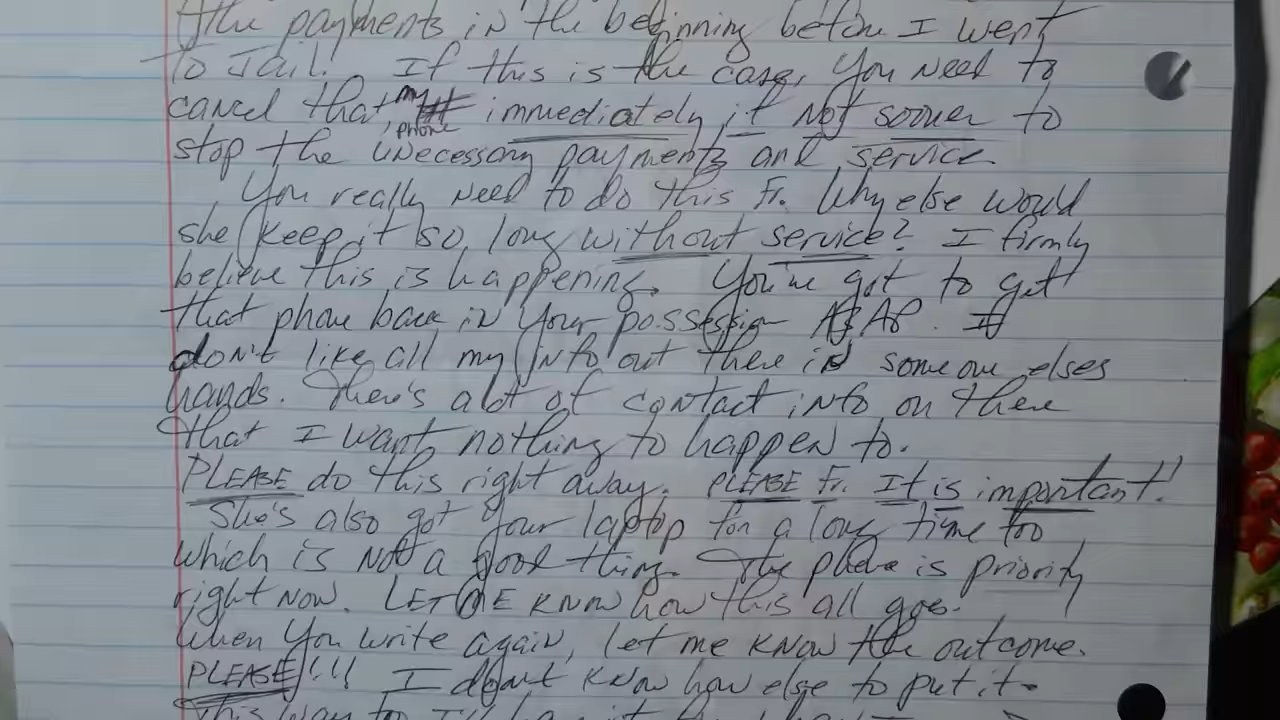 the payments in the beginning before I went
to Jail! If this is the case, You Need to
cancel that my phone immediately if Not sooner to
stop the uNecessary payments and service.
You really Need to do this Fr. Why else would
she keep it so long without service? I firmly
believe this is happening. You've got to get
that phone back in Your possession ASAP. I
don't like all my info out there in someone elses
hands. There's a lot of contact info on there
that I want nothing to happen to.
PLEASE do this right away. PLEASE Fr. It is important!
She's also got your laptop for a long time too
which is Not a good thing. The phone is priority
right Now. LET ME KNOW how this all goes.
When You write again, let me KNOW the outcome.
PLEASE!!! I don't KNow how else to put it.
This way to